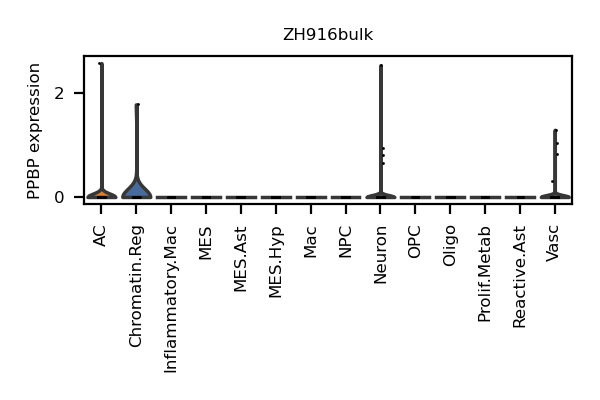 ZH916bulk
PPBP expression
2
0
AC
Chromatin.Reg
Inflammatory.Mac
MES
MES.Ast
MES.Hyp
Mac
NPC
Neuron
OPC
Oligo
Prolif.Metab
Reactive.Ast
Vasc